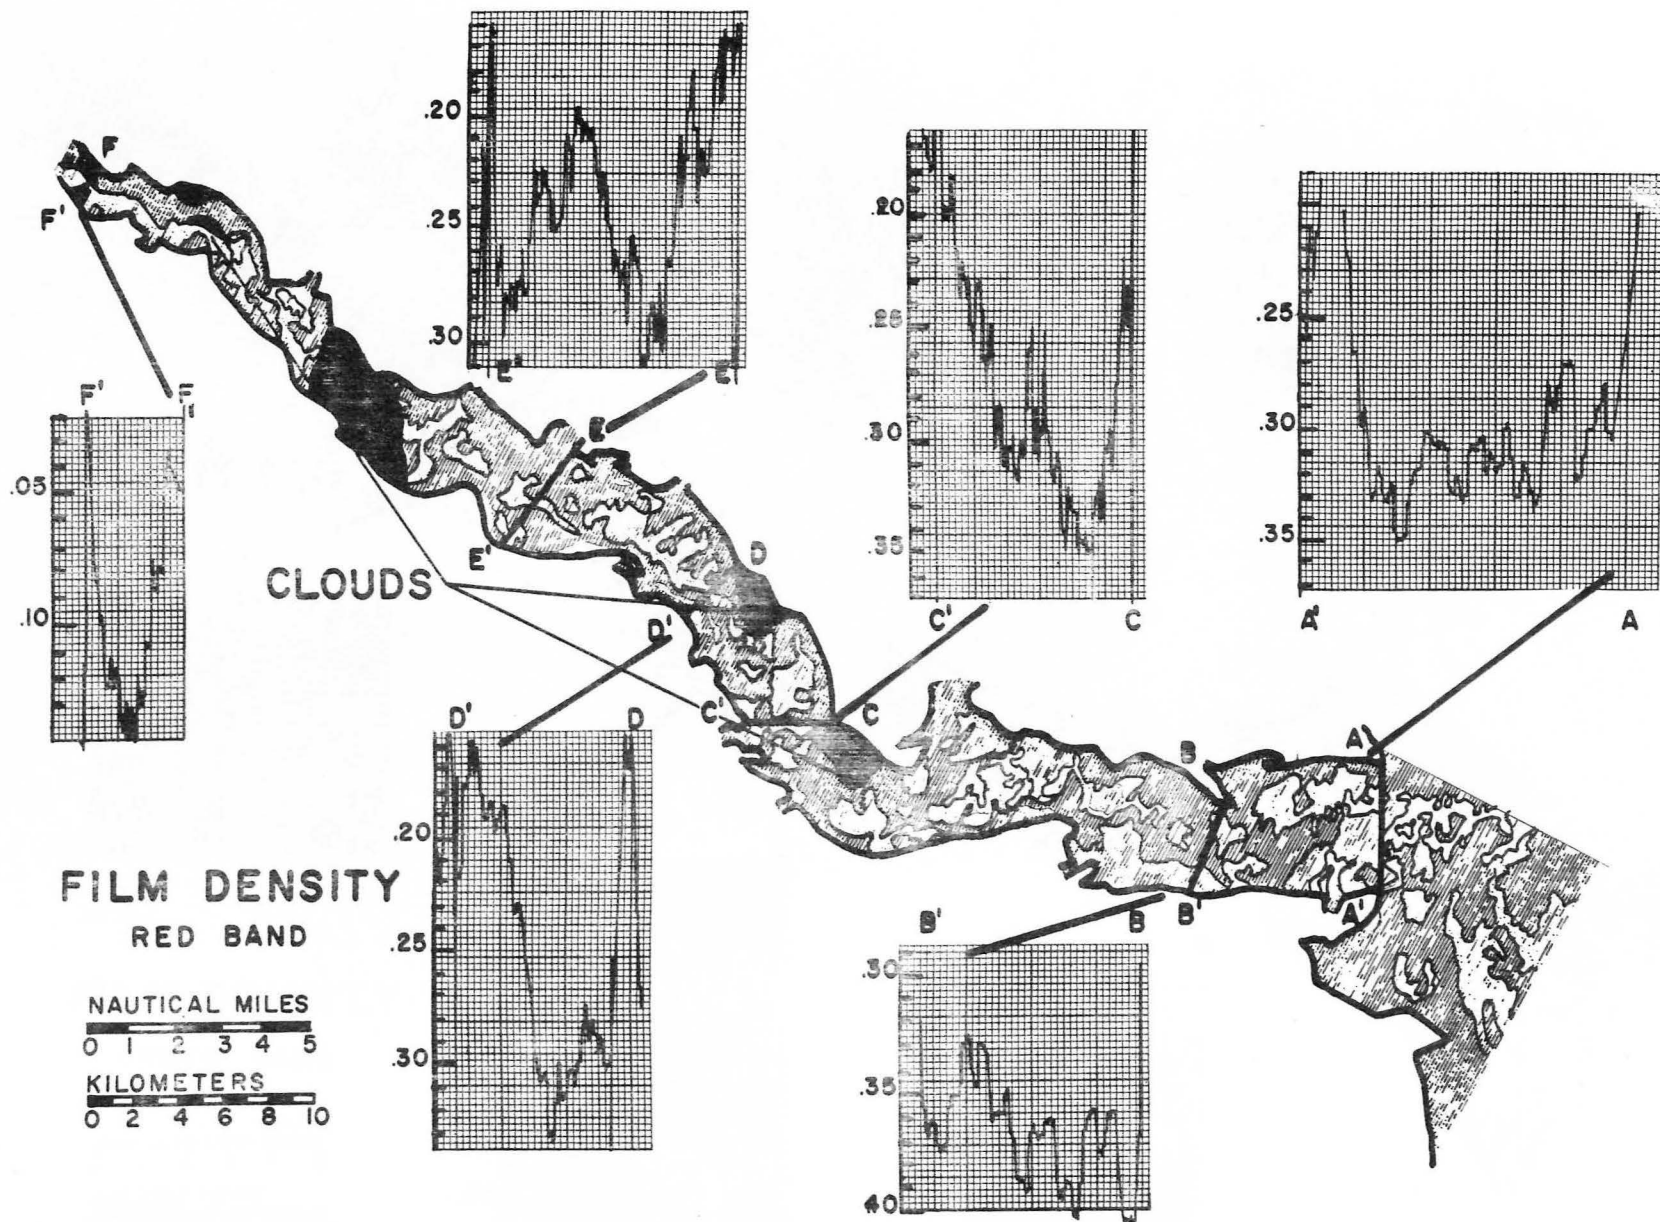 .20
.25
.30
E'
E
.20
.25
.30
.35
C'
C
.25
.30
.35
A'
A
F
F'
F'
F
.05
.10
E
E'
CLOUDS
D
D'
C'
C
D'
D
.20
.25
.30
B
A
B'
A'
B'
B
.30
.35
.40
FILM DENSITY
RED BAND
NAUTICAL MILES
0 1 2 3 4 5
KILOMETERS
0 2 4 6 8 10